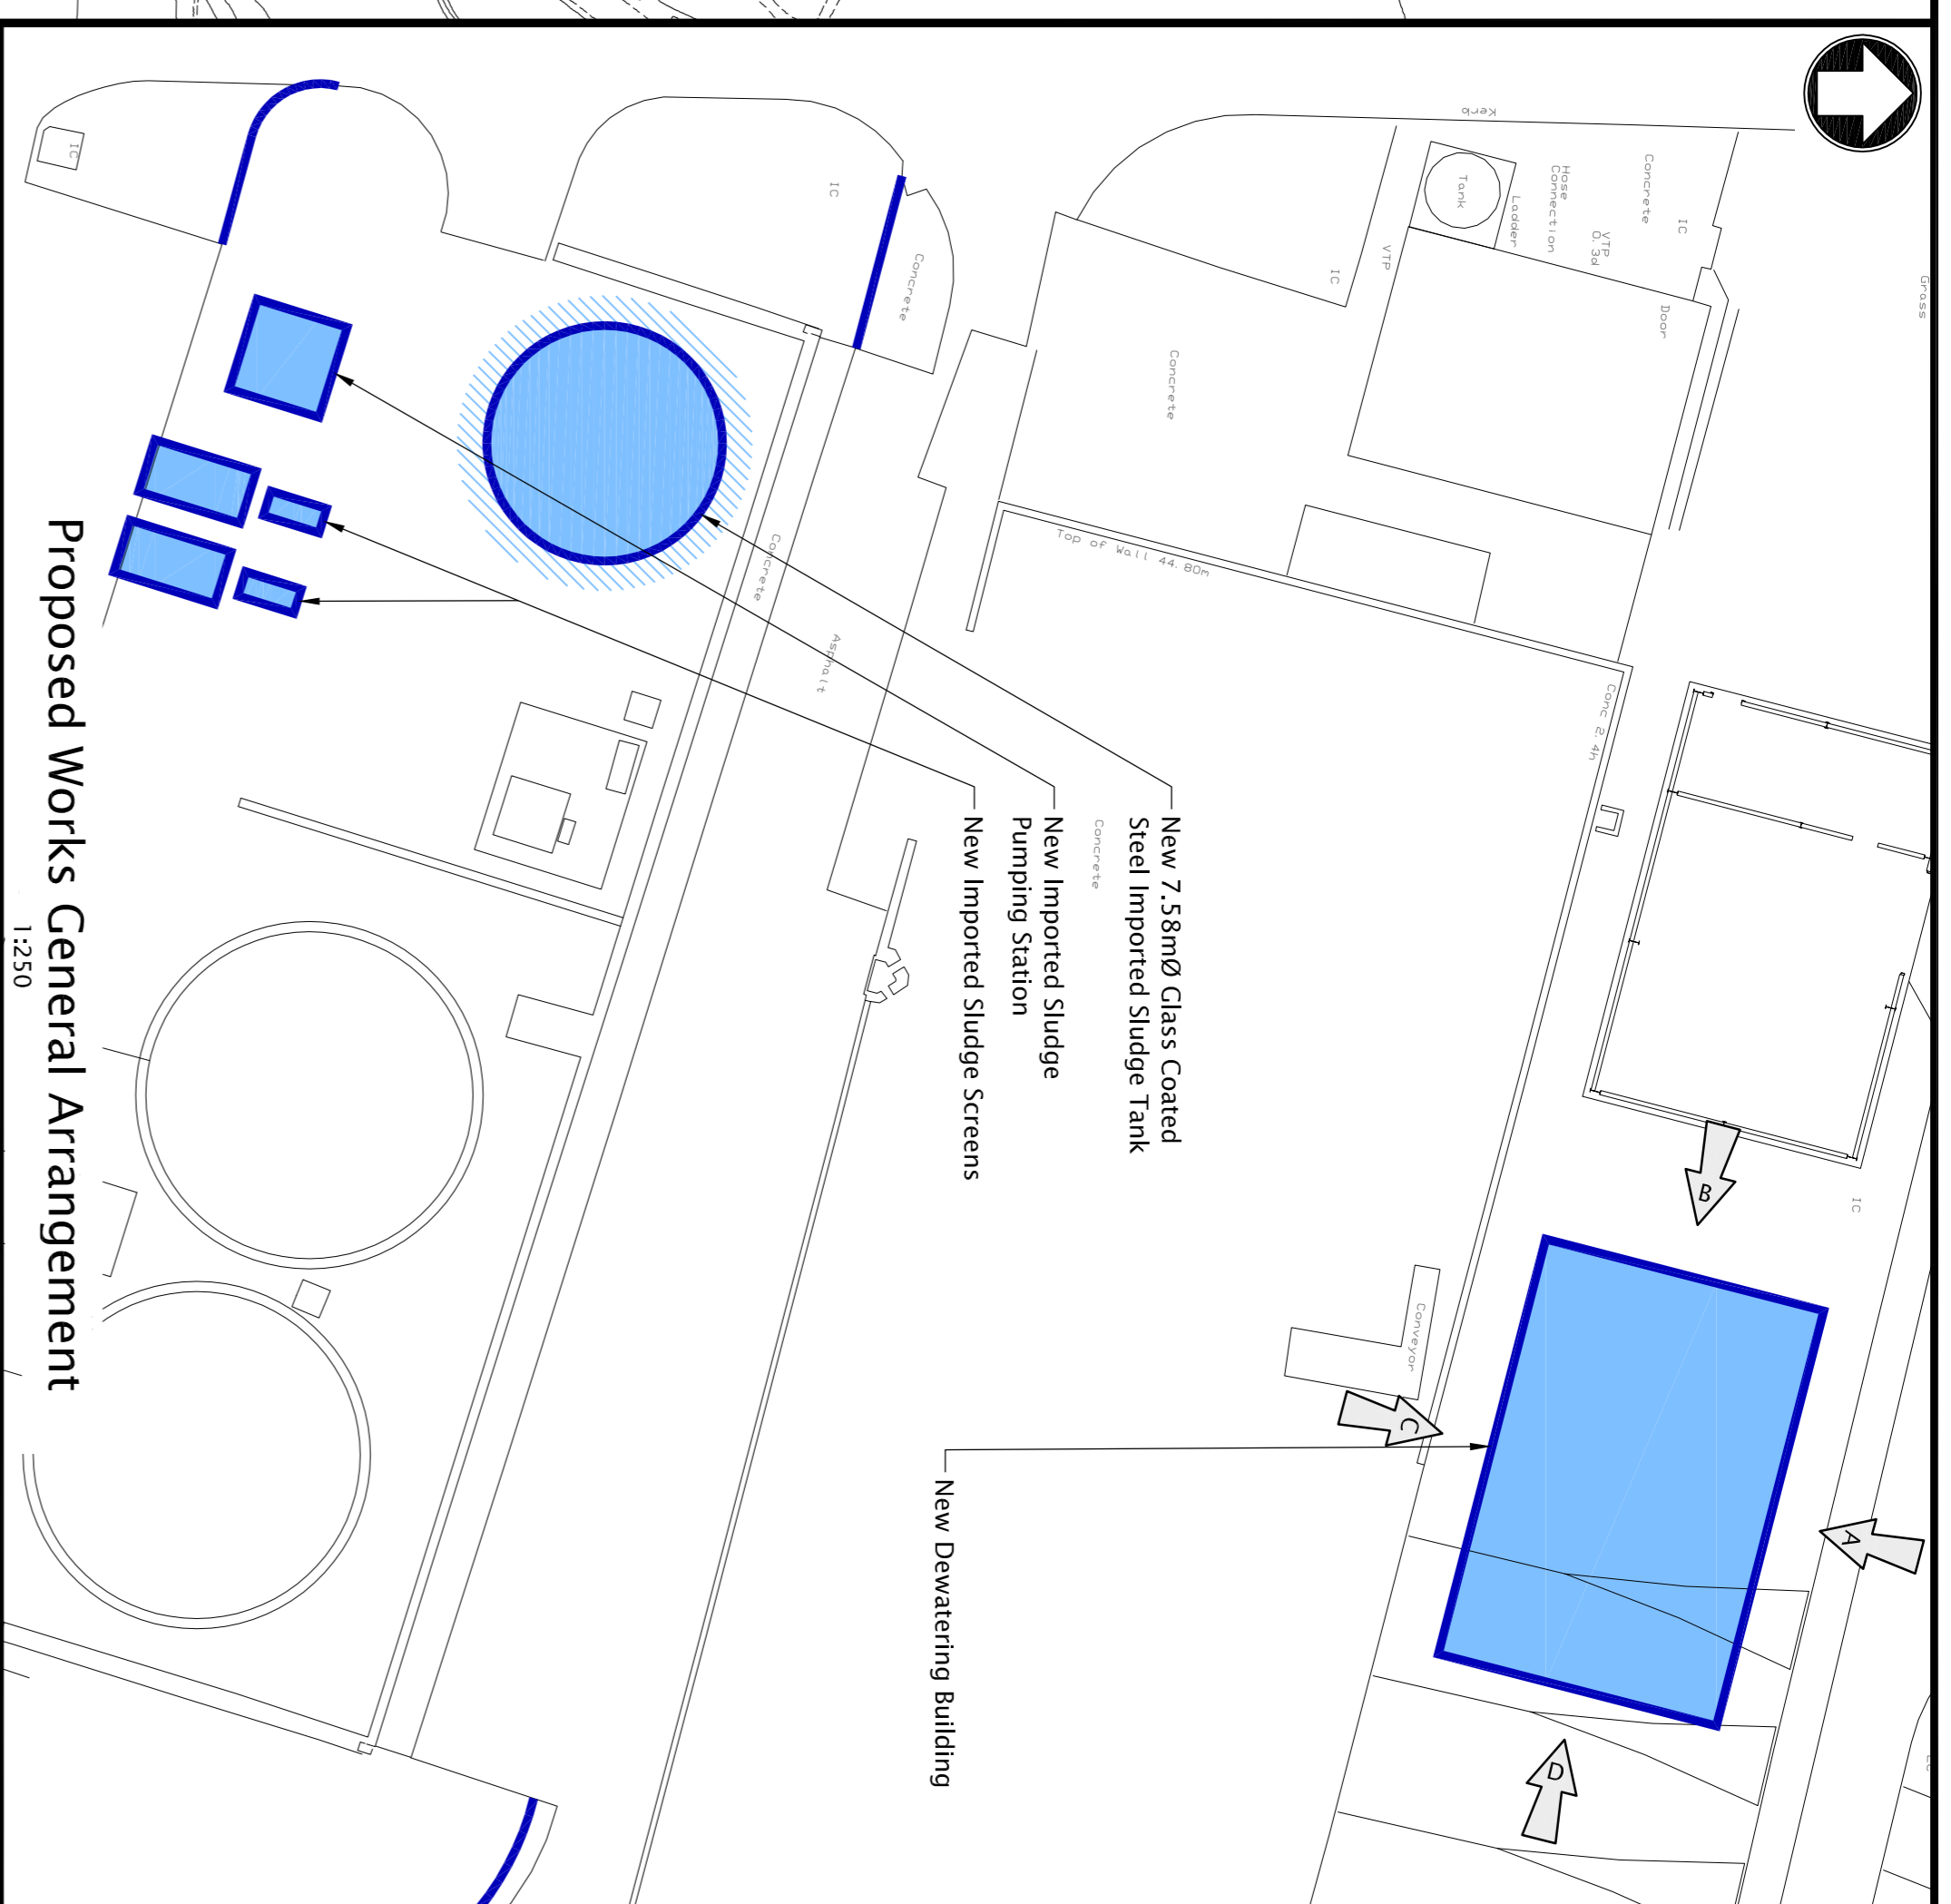 Grass
Kerb
Concrete
IC
Hose
Connection
VTP
0.3d
Ladder
Tank
VTP
IC
Door
Concrete
IC
Concrete
IC
Top of Wall 44.80m
Conc 2.4h
Concrete
Asphalt
New 7.58mØ Glass Coated
Steel Imported Sludge Tank
Concrete
New Imported Sludge
Pumping Station
New Imported Sludge Screens
B
IC
Conveyor
C
A
D
New Dewatering Building
Proposed Works General Arrangement
1:250